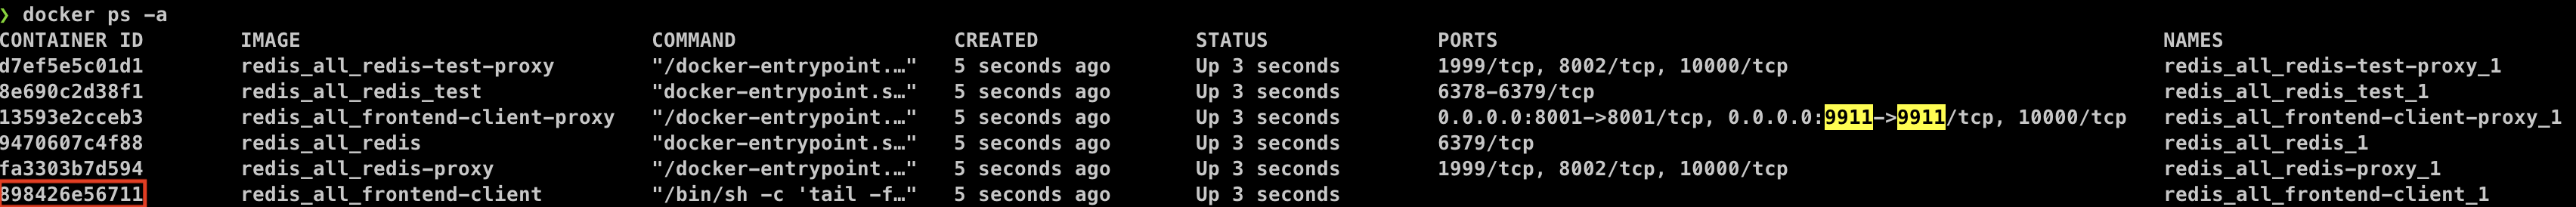 ❯ docker ps -a
CONTAINER ID IMAGE COMMAND CREATED STATUS PORTS NAMES
d7ef5e5c01d1 redis_all_redis-test-proxy "/docker-entrypoint.…" 5 seconds ago Up 3 seconds 1999/tcp, 8002/tcp, 10000/tcp redis_all_redis-test-proxy_1
8e690c2d38f1 redis_all_redis_test "docker-entrypoint.s…" 5 seconds ago Up 3 seconds 6378-6379/tcp redis_all_redis_test_1
13593e2cceb3 redis_all_frontend-client-proxy "/docker-entrypoint.…" 5 seconds ago Up 3 seconds 0.0.0.0:8001->8001/tcp, 0.0.0.0:9911->9911/tcp, 10000/tcp redis_all_frontend-client-proxy_1
9470607c4f88 redis_all_redis "docker-entrypoint.s…" 5 seconds ago Up 3 seconds 6379/tcp redis_all_redis_1
fa3303b7d594 redis_all_redis-proxy "/docker-entrypoint.…" 5 seconds ago Up 3 seconds 1999/tcp, 8002/tcp, 10000/tcp redis_all_redis-proxy_1
898426e56711 redis_all_frontend-client "/bin/sh -c 'tail -f…" 5 seconds ago Up 3 seconds redis_all_frontend-client_1